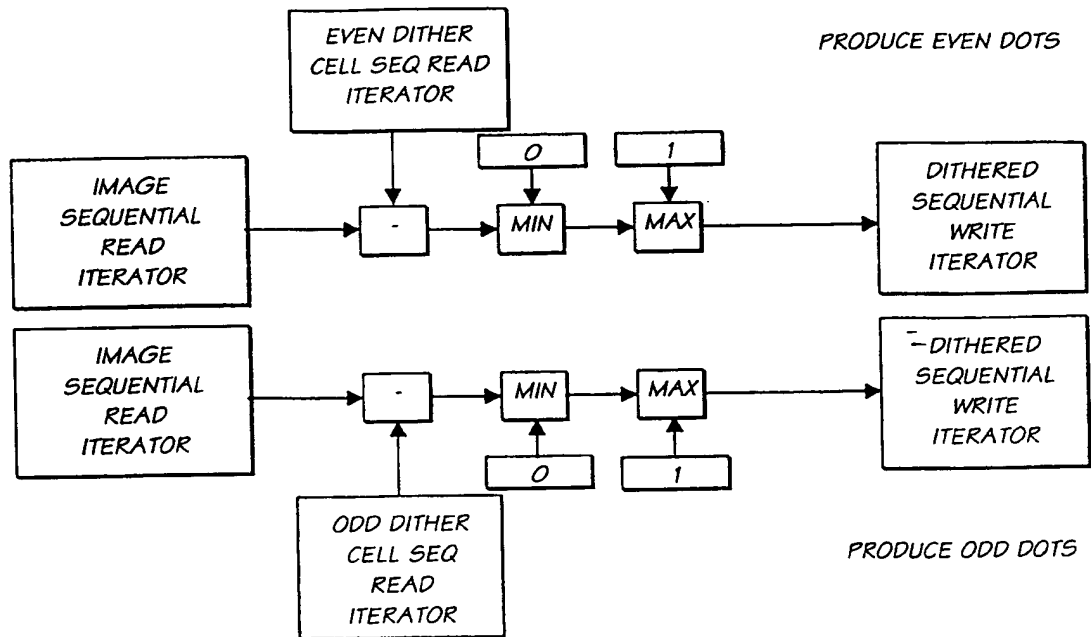 EVEN DITHER
CELL SEQ READ
ITERATOR
PRODUCE EVEN DOTS
0
1
IMAGE
SEQUENTIAL
READ
ITERATOR
-
MIN
MAX
DITHERED
SEQUENTIAL
WRITE
ITERATOR
IMAGE
SEQUENTIAL
READ
ITERATOR
-
MIN
MAX
DITHERED
SEQUENTIAL
WRITE
ITERATOR
0
1
ODD DITHER
CELL SEQ
READ
ITERATOR
PRODUCE ODD DOTS